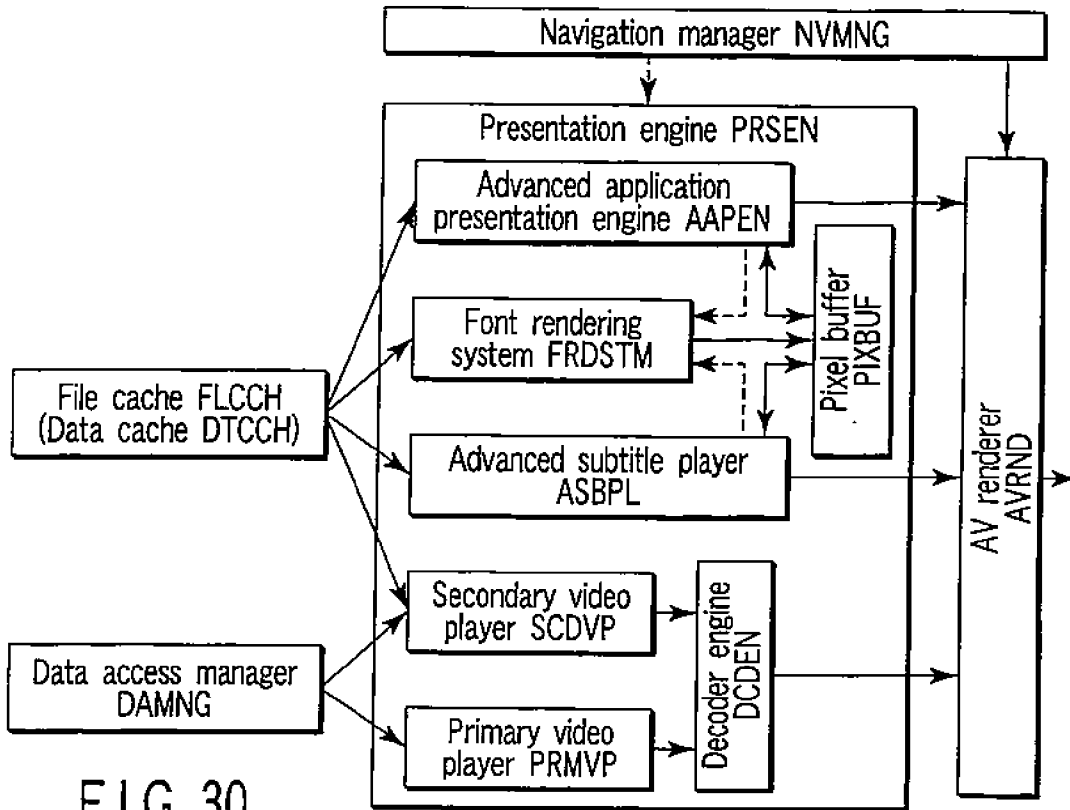 Navigation manager NVMNG
Presentation engine PRSEN
Advanced application
presentation engine AAPEN
Font rendering
system FRDSTM
Pixel buffer
PIXBUF
File cache FLCCH
(Data cache DTCCH)
Advanced subtitle player
ASBPL
AV renderer
AVRND
Secondary video
player SCDVP
Decoder engine
DCDEN
Data access manager
DAMNG
Primary video
player PRMVP
FIG. 30